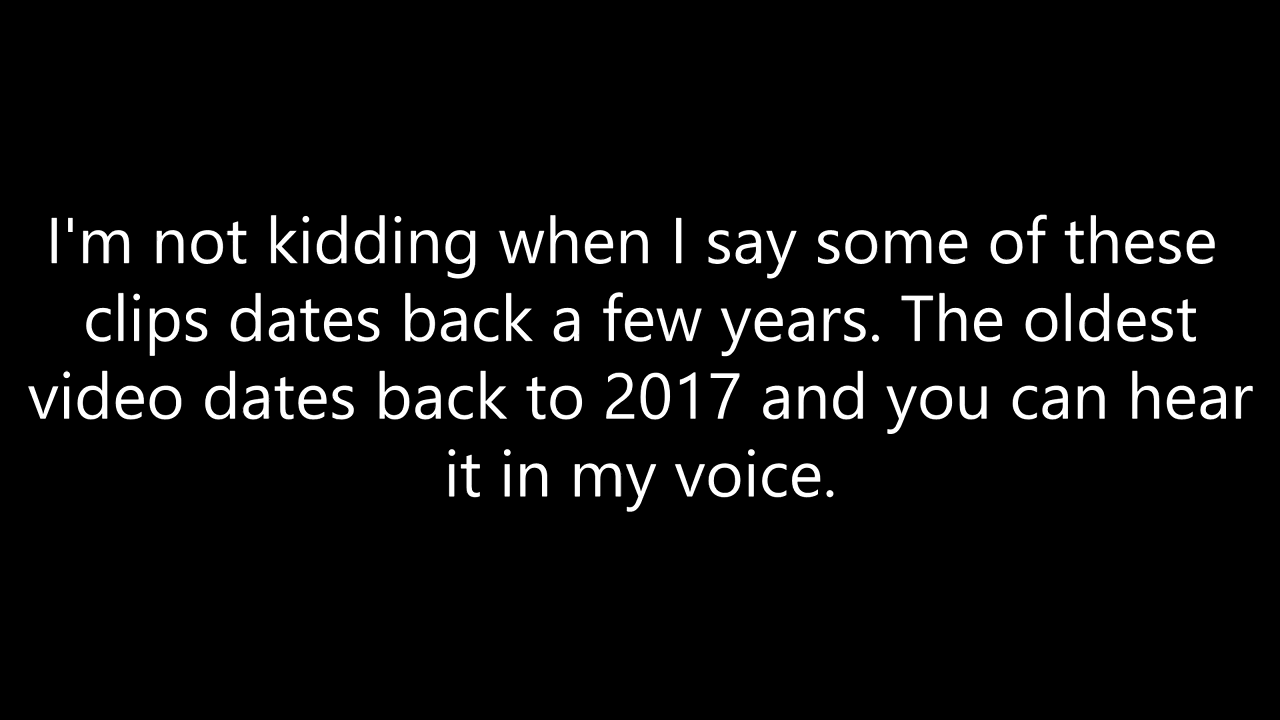 I'm not kidding when I say some of these
clips dates back a few years. The oldest
video dates back to 2017 and you can hear
it in my voice.